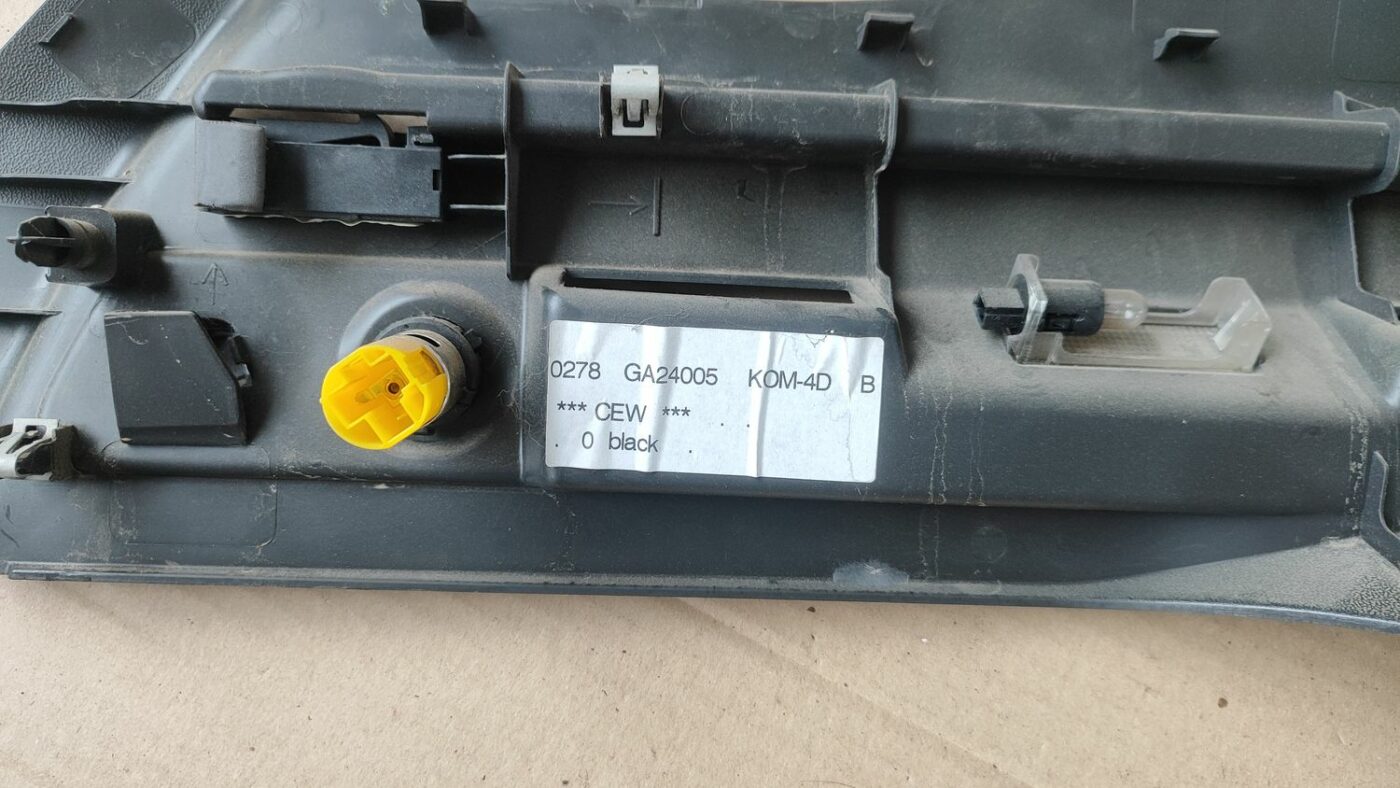 0278 GA24005 KOM-4D B
*** CEW ***
. 0 black .